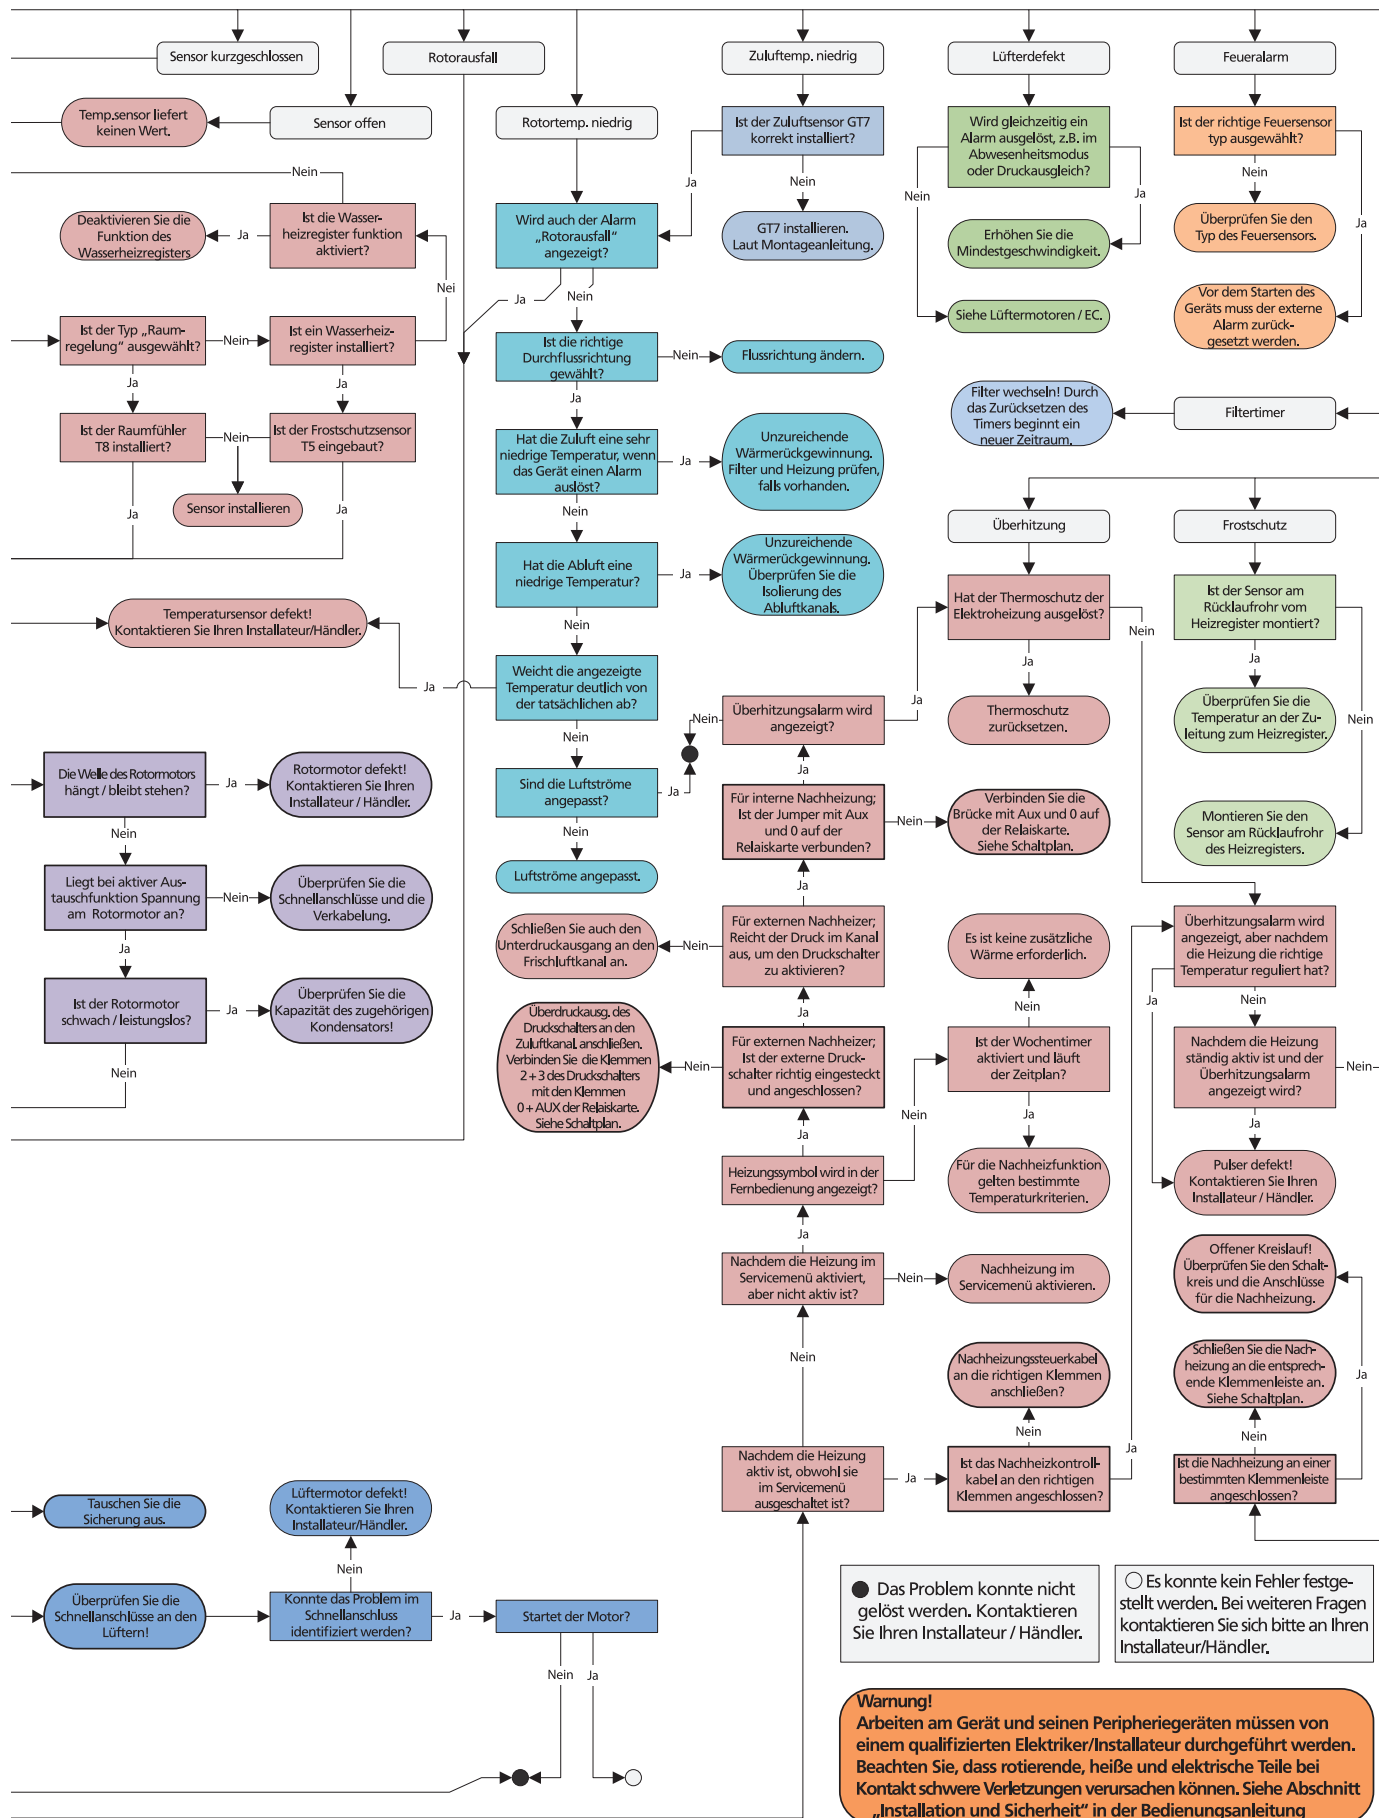 Sensor kurzgeschlossen
Rotorausfall
Zuluftemp. niedrig
Lüfterdefekt
Feueralarm
Temp.sensor liefert
keinen Wert.
Sensor offen
Rotortemp. niedrig
Ist der Zuluftsensor GT7
korrekt installiert?
Wird gleichzeitig ein
Alarm ausgelöst, z.B. im
Abwesenheitsmodus
oder Druckausgleich?
Ist der richtige Feuersensor
typ ausgewählt?
Nein
Ja
Nein
Nein
Ja
Nein
Ja
Deaktivieren Sie die
Funktion des
Wasserheizregisters
Ja
Ist die Wasser-
heizregister funktion
aktiviert?
Nei
Wird auch der Alarm
„Rotorausfall“
angezeigt?
GT7 installieren.
Laut Montageanleitung.
Erhöhen Sie die
Mindestgeschwindigkeit.
Überprüfen Sie den
Typ des Feuersensors.
Ja
Nein
Siehe Lüftermotoren / EC.
Vor dem Starten des
Geräts muss der externe
Alarm zurück-
gesetzt werden.
Ist der Typ „Raum-
regelung“ ausgewählt?
Nein
Ist ein Wasserheiz-
register installiert?
Ist die richtige
Durchflussrichtung
gewählt?
Nein
Flussrichtung ändern.
Ja
Ja
Ja
Filter wechseln! Durch
das Zurücksetzen des
Timers beginnt ein
neuer Zeitraum.
Filtertimer
Ist der Raumfühler
T8 installiert?
Nein
Ist der Frostschutzsensor
T5 eingebaut?
Hat die Zuluft eine sehr
niedrige Temperatur, wenn
das Gerät einen Alarm
auslöst?
Ja
Unzureichende
Wärmerückgewinnung.
Filter und Heizung prüfen,
falls vorhanden.
Sensor installieren
Ja
Ja
Nein
Überhitzung
Frostschutz
Hat die Abluft eine
niedrige Temperatur?
Ja
Unzureichende
Wärmerückgewinnung.
Überprüfen Sie die
Isolierung des
Abluftkanals.
Hat der Thermoschutz der
Elektroheizung ausgelöst?
Nein
Ist der Sensor am
Rücklaufrohr vom
Heizregister montiert?
Temperatursensor defekt!
Kontaktieren Sie Ihren Installateur/Händler.
Nein
Ja
Ja
Ja
Weicht die angezeigte
Temperatur deutlich von
der tatsächlichen ab?
Ja
Nein
Überhitzungsalarm wird
angezeigt?
Thermoschutz
zurücksetzen.
Überprüfen Sie die
Temperatur an der Zu-
leitung zum Heizregister.
Nein
Nein
Ja
Die Welle des Rotormotors
hängt / bleibt stehen?
Ja
Rotormotor defekt!
Kontaktieren Sie Ihren
Installateur / Händler.
Sind die Luftströme
angepasst?
Ja
Für interne Nachheizung;
Ist der Jumper mit Aux
und 0 auf der
Relaiskarte verbunden?
Nein
Verbinden Sie die
Brücke mit Aux und 0 auf
der Relaiskarte.
Siehe Schaltplan.
Montieren Sie den
Sensor am Rücklaufrohr
des Heizregisters.
Nein
Nein
Ja
Liegt bei aktiver Aus-
tauschfunktion Spannung
am Rotormotor an?
Nein
Überprüfen Sie die
Schnellanschlüsse und die
Verkabelung.
Luftströme angepasst.
Schließen Sie auch den
Unterdruckausgang an den
Frischluftkanal an.
Nein
Für externen Nachheizer;
Reicht der Druck im Kanal
aus, um den Druckschalter
zu aktivieren?
Es ist keine zusätzliche
Wärme erforderlich.
Überhitzungsalarm wird
angezeigt, aber nachdem
die Heizung die richtige
Temperatur reguliert hat?
Ja
Ist der Rotormotor
schwach / leistungslos?
Ja
Überprüfen Sie die
Kapazität des zugehörigen
Kondensators!
Ja
Nein
Ja
Nein
Überdruckausg. des
Druckschalters an den
Zuluftkanal, anschließen.
Verbinden Sie die Klemmen
2 + 3 des Druckschalters
mit den Klemmen
0 + AUX der Relaiskarte.
Siehe Schaltplan.
Nein
Für externen Nachheizer;
Ist der externe Druck-
schalter richtig eingesteckt
und angeschlossen?
Ist der Wochentimer
aktiviert und läuft
der Zeitplan?
Nachdem die Heizung
ständig aktiv ist und der
Überhitzungsalarm
angezeigt wird?
Nein
Nein
Nein
Ja
Ja
Ja
Heizungssymbol wird in der
Fernbedienung angezeigt?
Für die Nachheizfunktion
gelten bestimmte
Temperaturkriterien.
Pulser defekt!
Kontaktieren Sie Ihren
Installateur / Händler.
Ja
Nachdem die Heizung im
Servicemenü aktiviert,
aber nicht aktiv ist?
Nein
Nachheizung im
Servicemenü aktivieren.
Offener Kreislauf!
Überprüfen Sie den Schalt-
kreis und die Anschlüsse
für die Nachheizung.
Nein
Nachheizungssteuerkabel
an die richtigen Klemmen
anschließen?
Schließen Sie die Nach-
heizung an die entsprech-
ende Klemmenleiste an.
Siehe Schaltplan.
Ja
Nein
Ja
Nein
Nachdem die Heizung
aktiv ist, obwohl sie
im Servicemenü
ausgeschaltet ist?
Ja
Ist das Nachheizkontroll-
kabel an den richtigen
Klemmen angeschlossen?
Ist die Nachheizung an einer
bestimmten Klemmenleiste
angeschlossen?
Tauschen Sie die
Sicherung aus.
Lüftermotor defekt!
Kontaktieren Sie Ihren
Installateur/Händler.
Nein
Überprüfen Sie die
Schnellanschlüsse an den
Lüftern!
Konnte das Problem im
Schnellanschluss
identifiziert werden?
Ja
Startet der Motor?
Nein
Ja
Das Problem konnte nicht
gelöst werden. Kontaktieren
Sie Ihren Installateur / Händler.
Es konnte kein Fehler festge-
stellt werden. Bei weiteren Fragen
kontaktieren Sie sich bitte an Ihren
Installateur/Händler.
Warnung!
Arbeiten am Gerät und seinen Peripheriegeräten müssen von
einem qualifizierten Elektriker/Installateur durchgeführt werden.
Beachten Sie, dass rotierende, heiße und elektrische Teile bei
Kontakt schwere Verletzungen verursachen können. Siehe Abschnitt
„Installation und Sicherheit“ in der Bedienungsanleitung